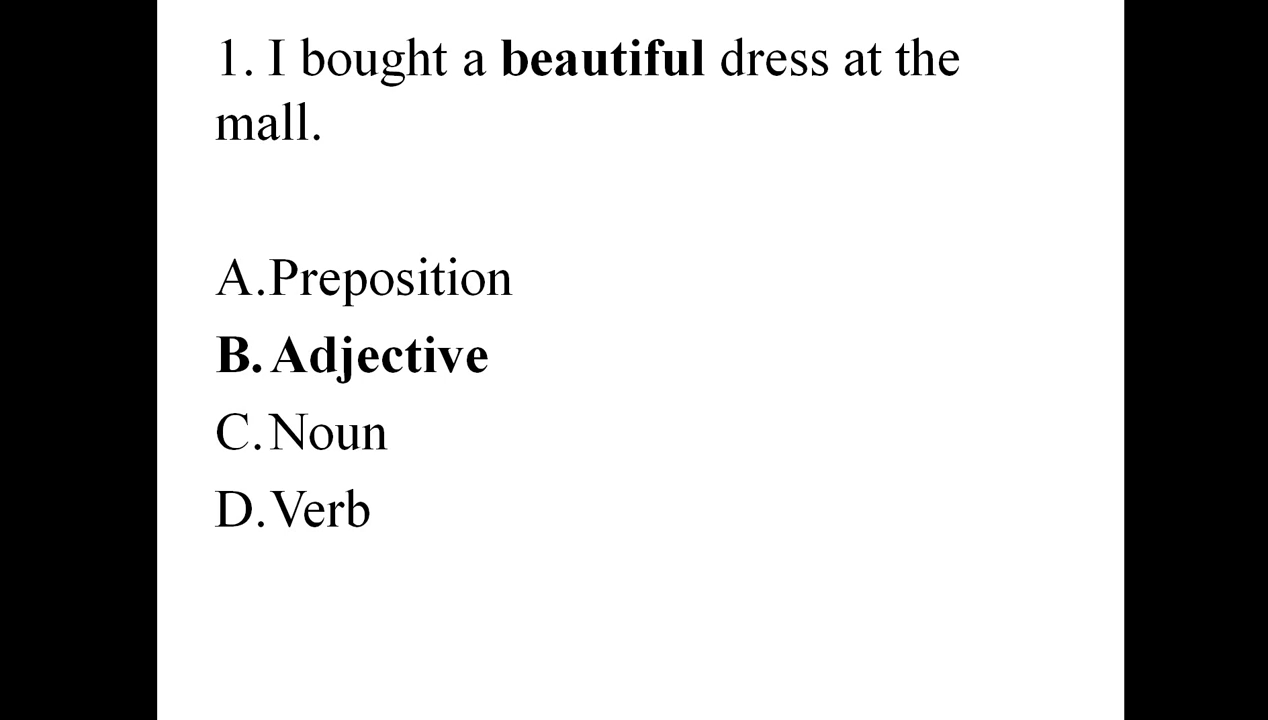 1. I bought a beautiful dress at the
mall.
A. Preposition
B. Adjective
C. Noun
D. Verb